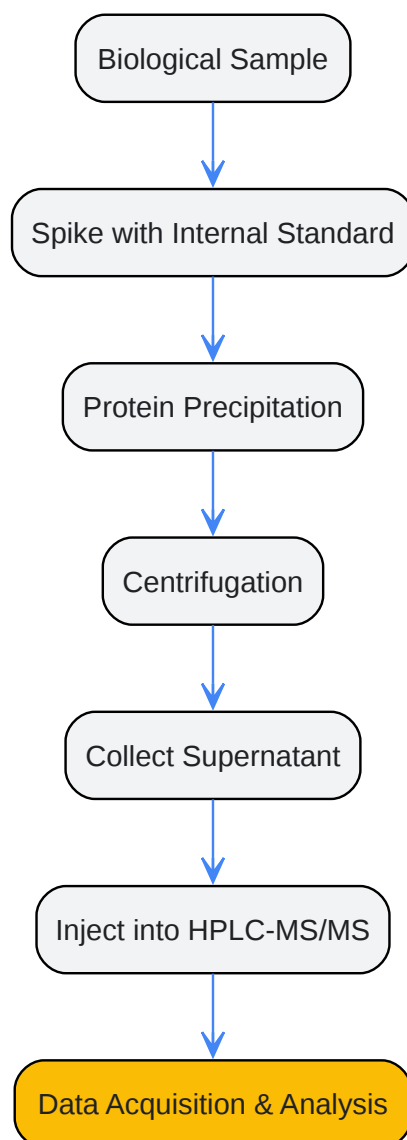 Biological Sample
Spike with Internal Standard
Protein Precipitation
Centrifugation
Collect Supernatant
Inject into HPLC-MS/MS
Data Acquisition & Analysis